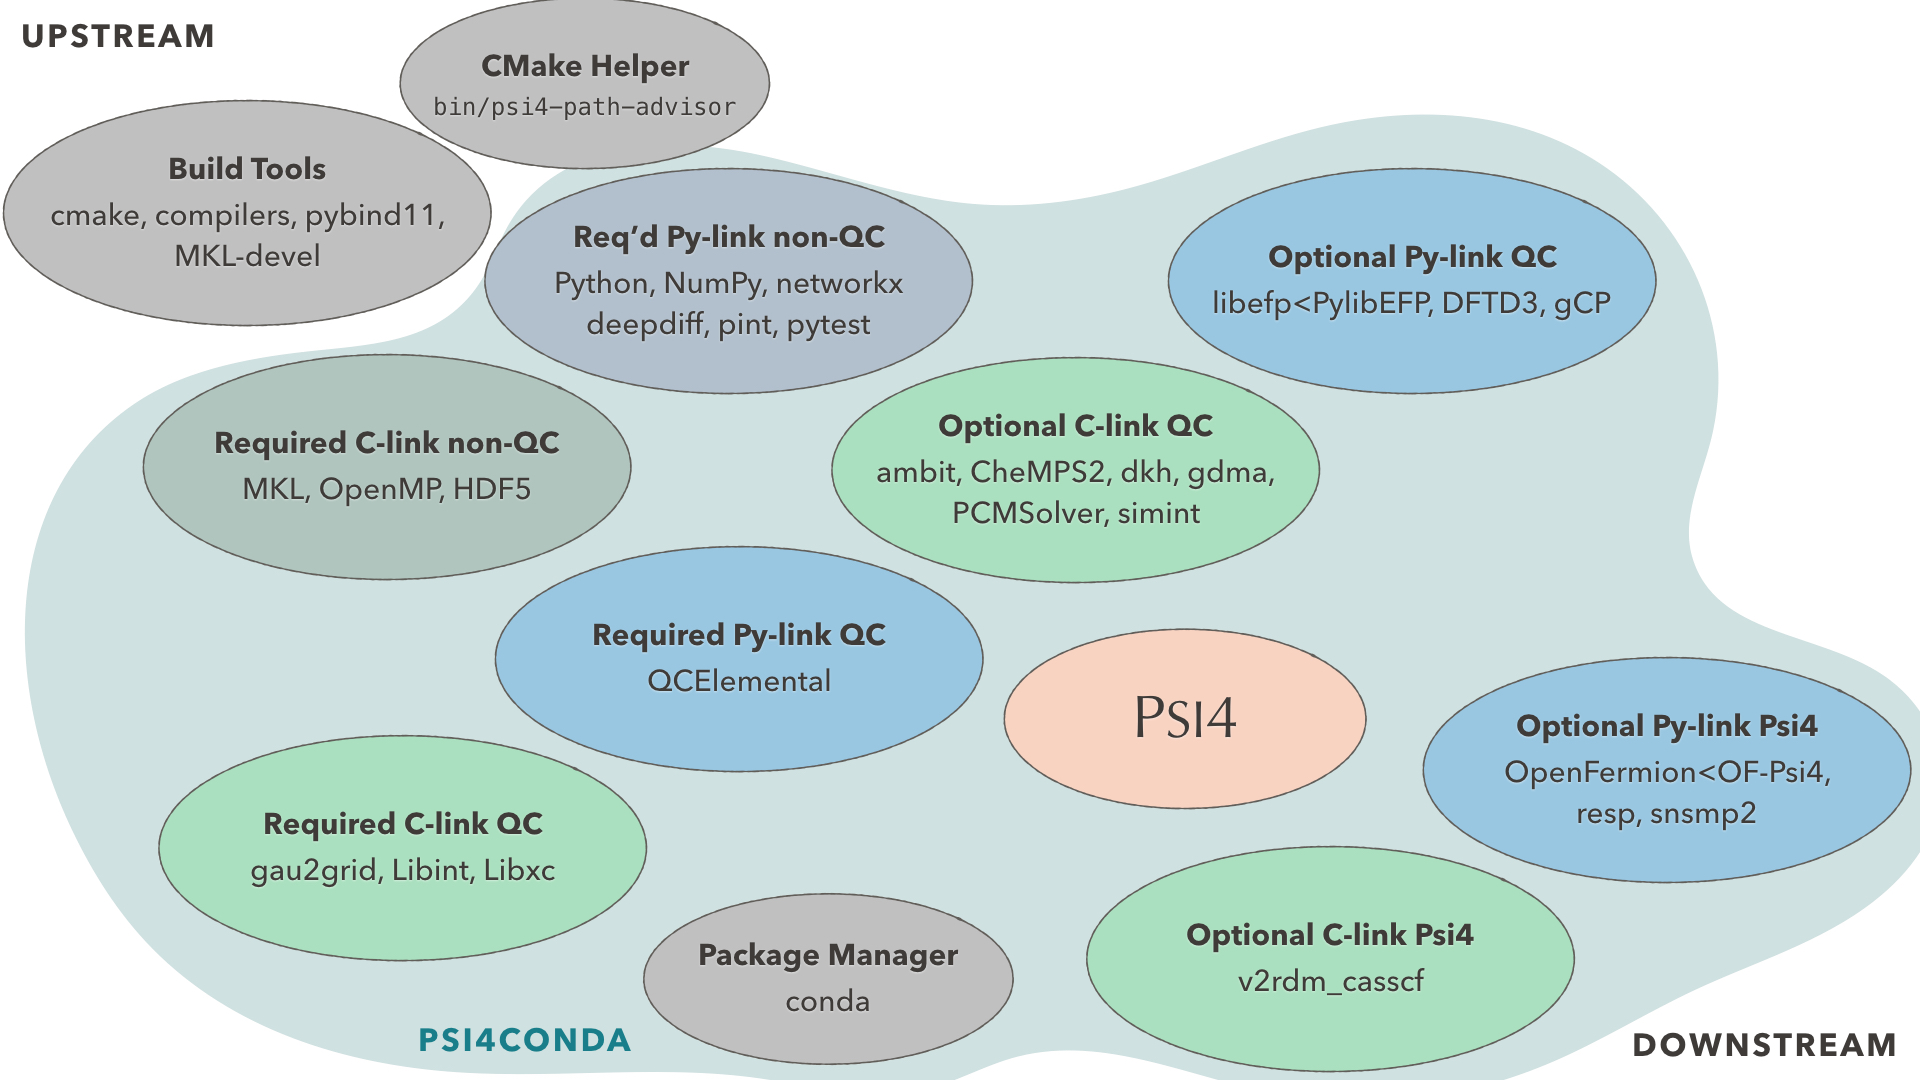 UPSTREAM
CMake Helper
bin/psi4-path-advisor
Build Tools
cmake, compilers, pybind11,
MKL-devel
Req’d Py-link non-QC
Python, NumPy, networkx
deepdiff, pint, pytest
Optional Py-link QC
libefp<PylibEFP, DFTD3, gCP
Required C-link non-QC
MKL, OpenMP, HDF5
Optional C-link QC
ambit, CheMPS2, dkh, gdma,
PCMSolver, simint
Required Py-link QC
QCElemental
PSI4
Optional Py-link Psi4
OpenFermion<OF-Psi4,
resp, snsmp2
Required C-link QC
gau2grid, Libint, Libxc
Package Manager
conda
Optional C-link Psi4
v2rdm_casscf
PSI4CONDA
DOWNSTREAM